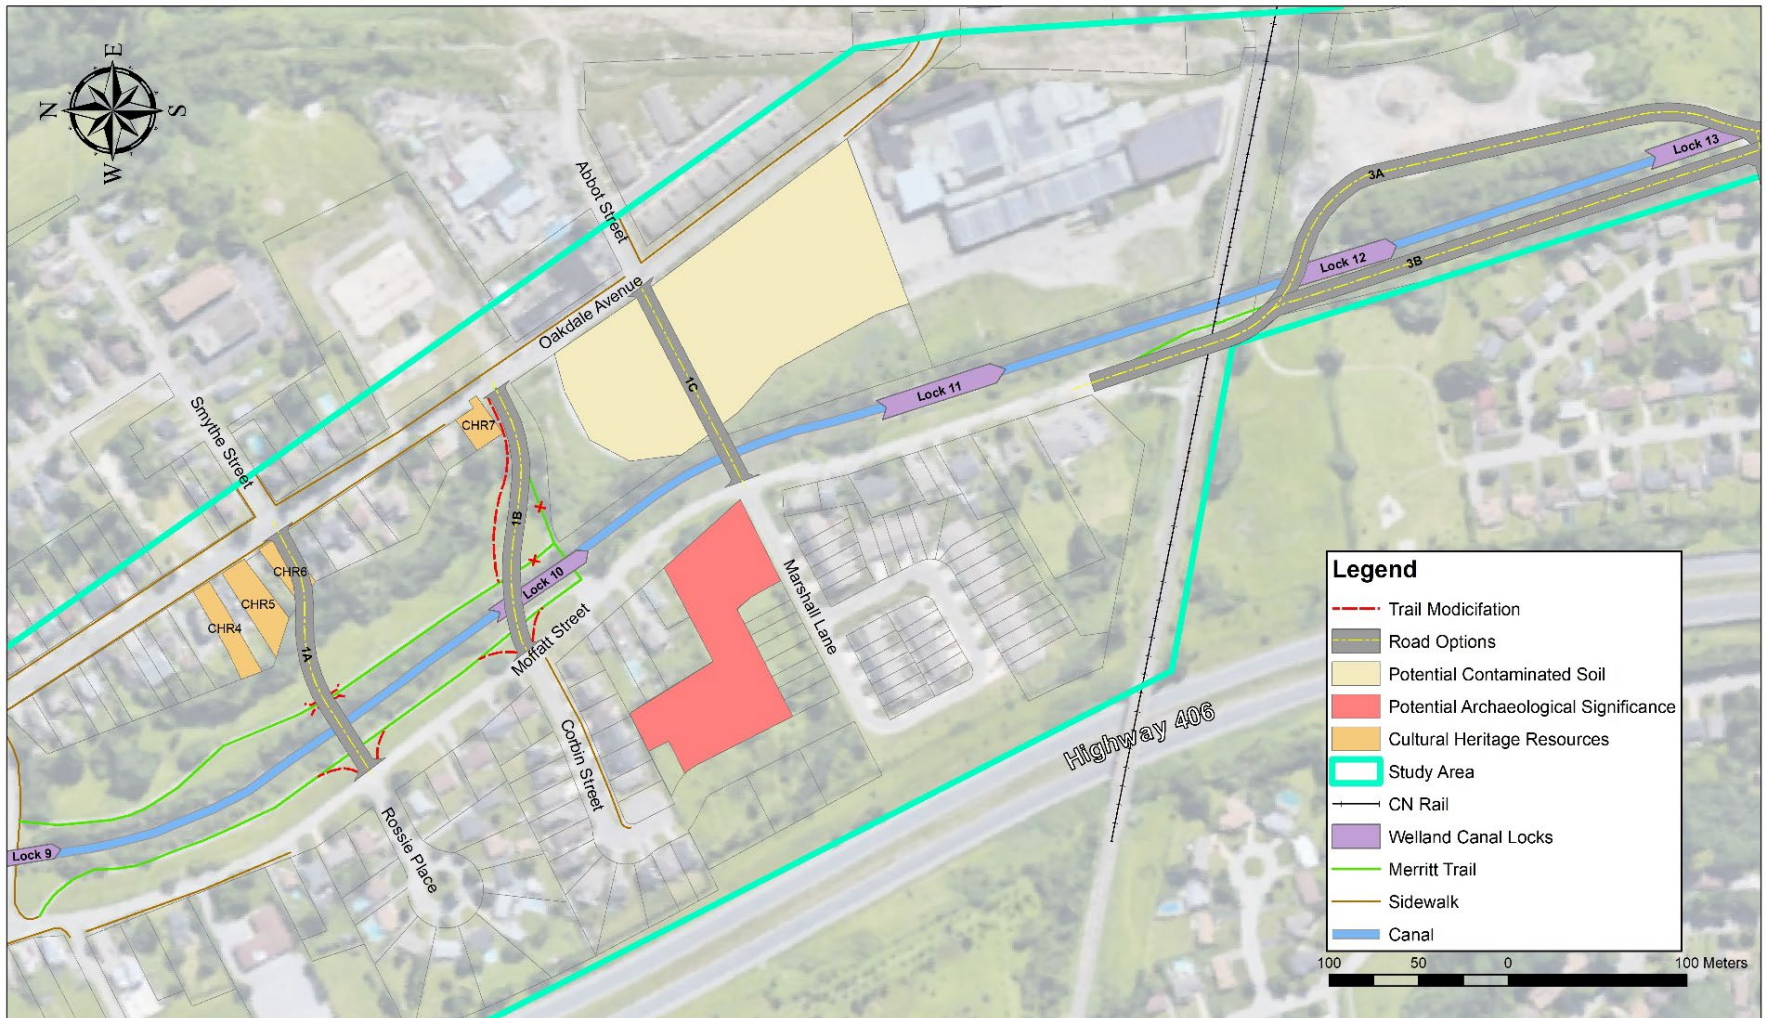 E
N
S
W
Abbot Street
Oakdale Avenue
Smythe Street
Lock 13
3A
Lock 12
3B
1C
Lock 11
CHR7
1B
CHR6
CHR5
CHR4
1A
Lock 10
Moffatt Street
Marshall Lane
Corbin Street
Rossie Place
Lock 9
Highway 406
Legend
Trail Modicifation
Road Options
Potential Contaminated Soil
Potential Archaeological Significance
Cultural Heritage Resources
Study Area
CN Rail
Welland Canal Locks
Merritt Trail
Sidewalk
Canal
100 50 0 100 Meters